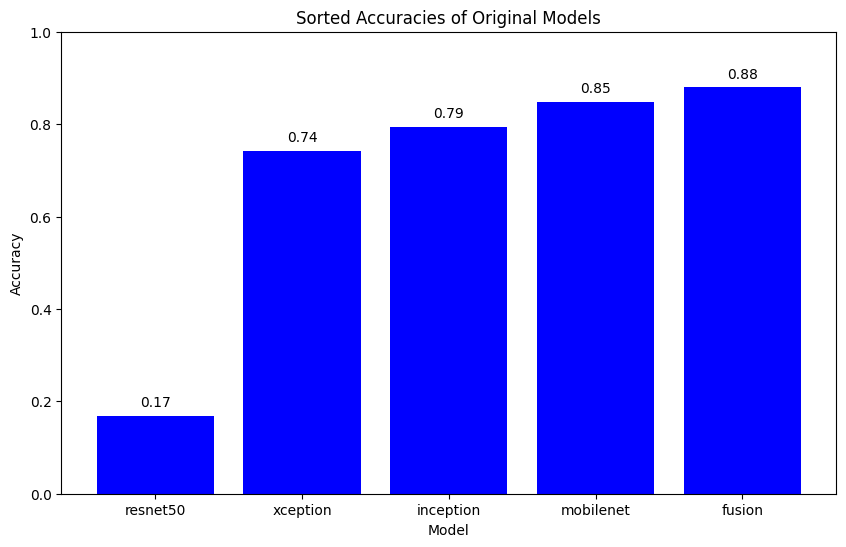 Sorted Accuracies of Original Models
1.0
0.8
0.6
0.4
0.2
0.0
Accuracy
0.17
0.74
0.79
0.85
0.88
resnet50
xception
inception
mobilenet
fusion
Model